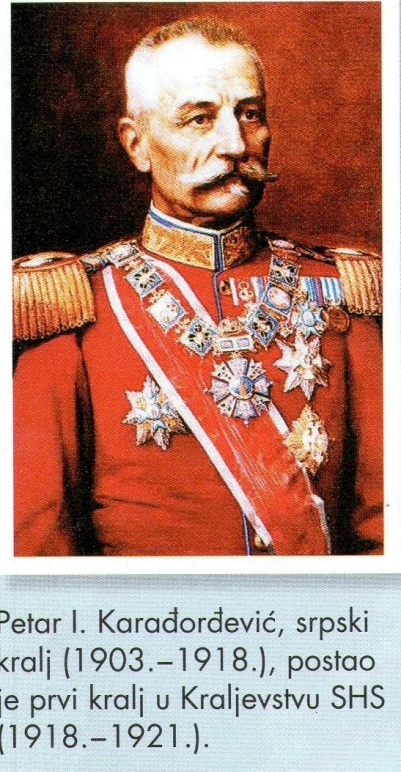 Petar I. Karađorđević, srpski
kralj (1903.–1918.), postao
je prvi kralj u Kraljevstvu SHS
(1918.–1921.).